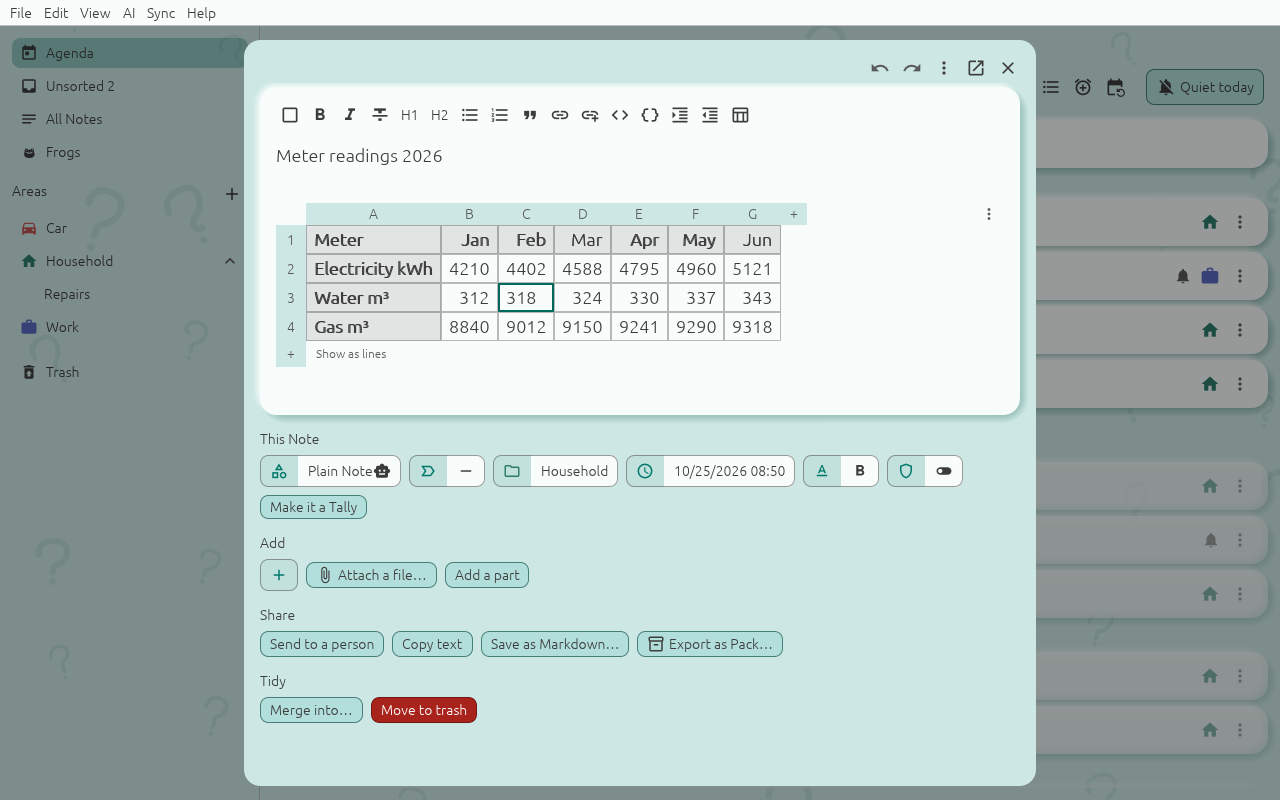 File Edit View AI Sync Help
Agenda
Unsorted 2
All Notes
Frogs
Areas
Car
Household
Repairs
Work
Trash
Quiet today
B I S H1 H2
Meter readings 2026
A B C D E F G +
1 Meter Jan Feb Mar Apr May Jun
2 Electricity kWh 4210 4402 4588 4795 4960 5121
3 Water m³ 312 318 324 330 337 343
4 Gas m³ 8840 9012 9150 9241 9290 9318
+ Show as lines
This Note
Plain Note — Household 10/25/2026 08:50 A B
Make it a Tally
Add
+ Attach a file... Add a part
Share
Send to a person Copy text Save as Markdown... Export as Pack...
Tidy
Merge into... Move to trash